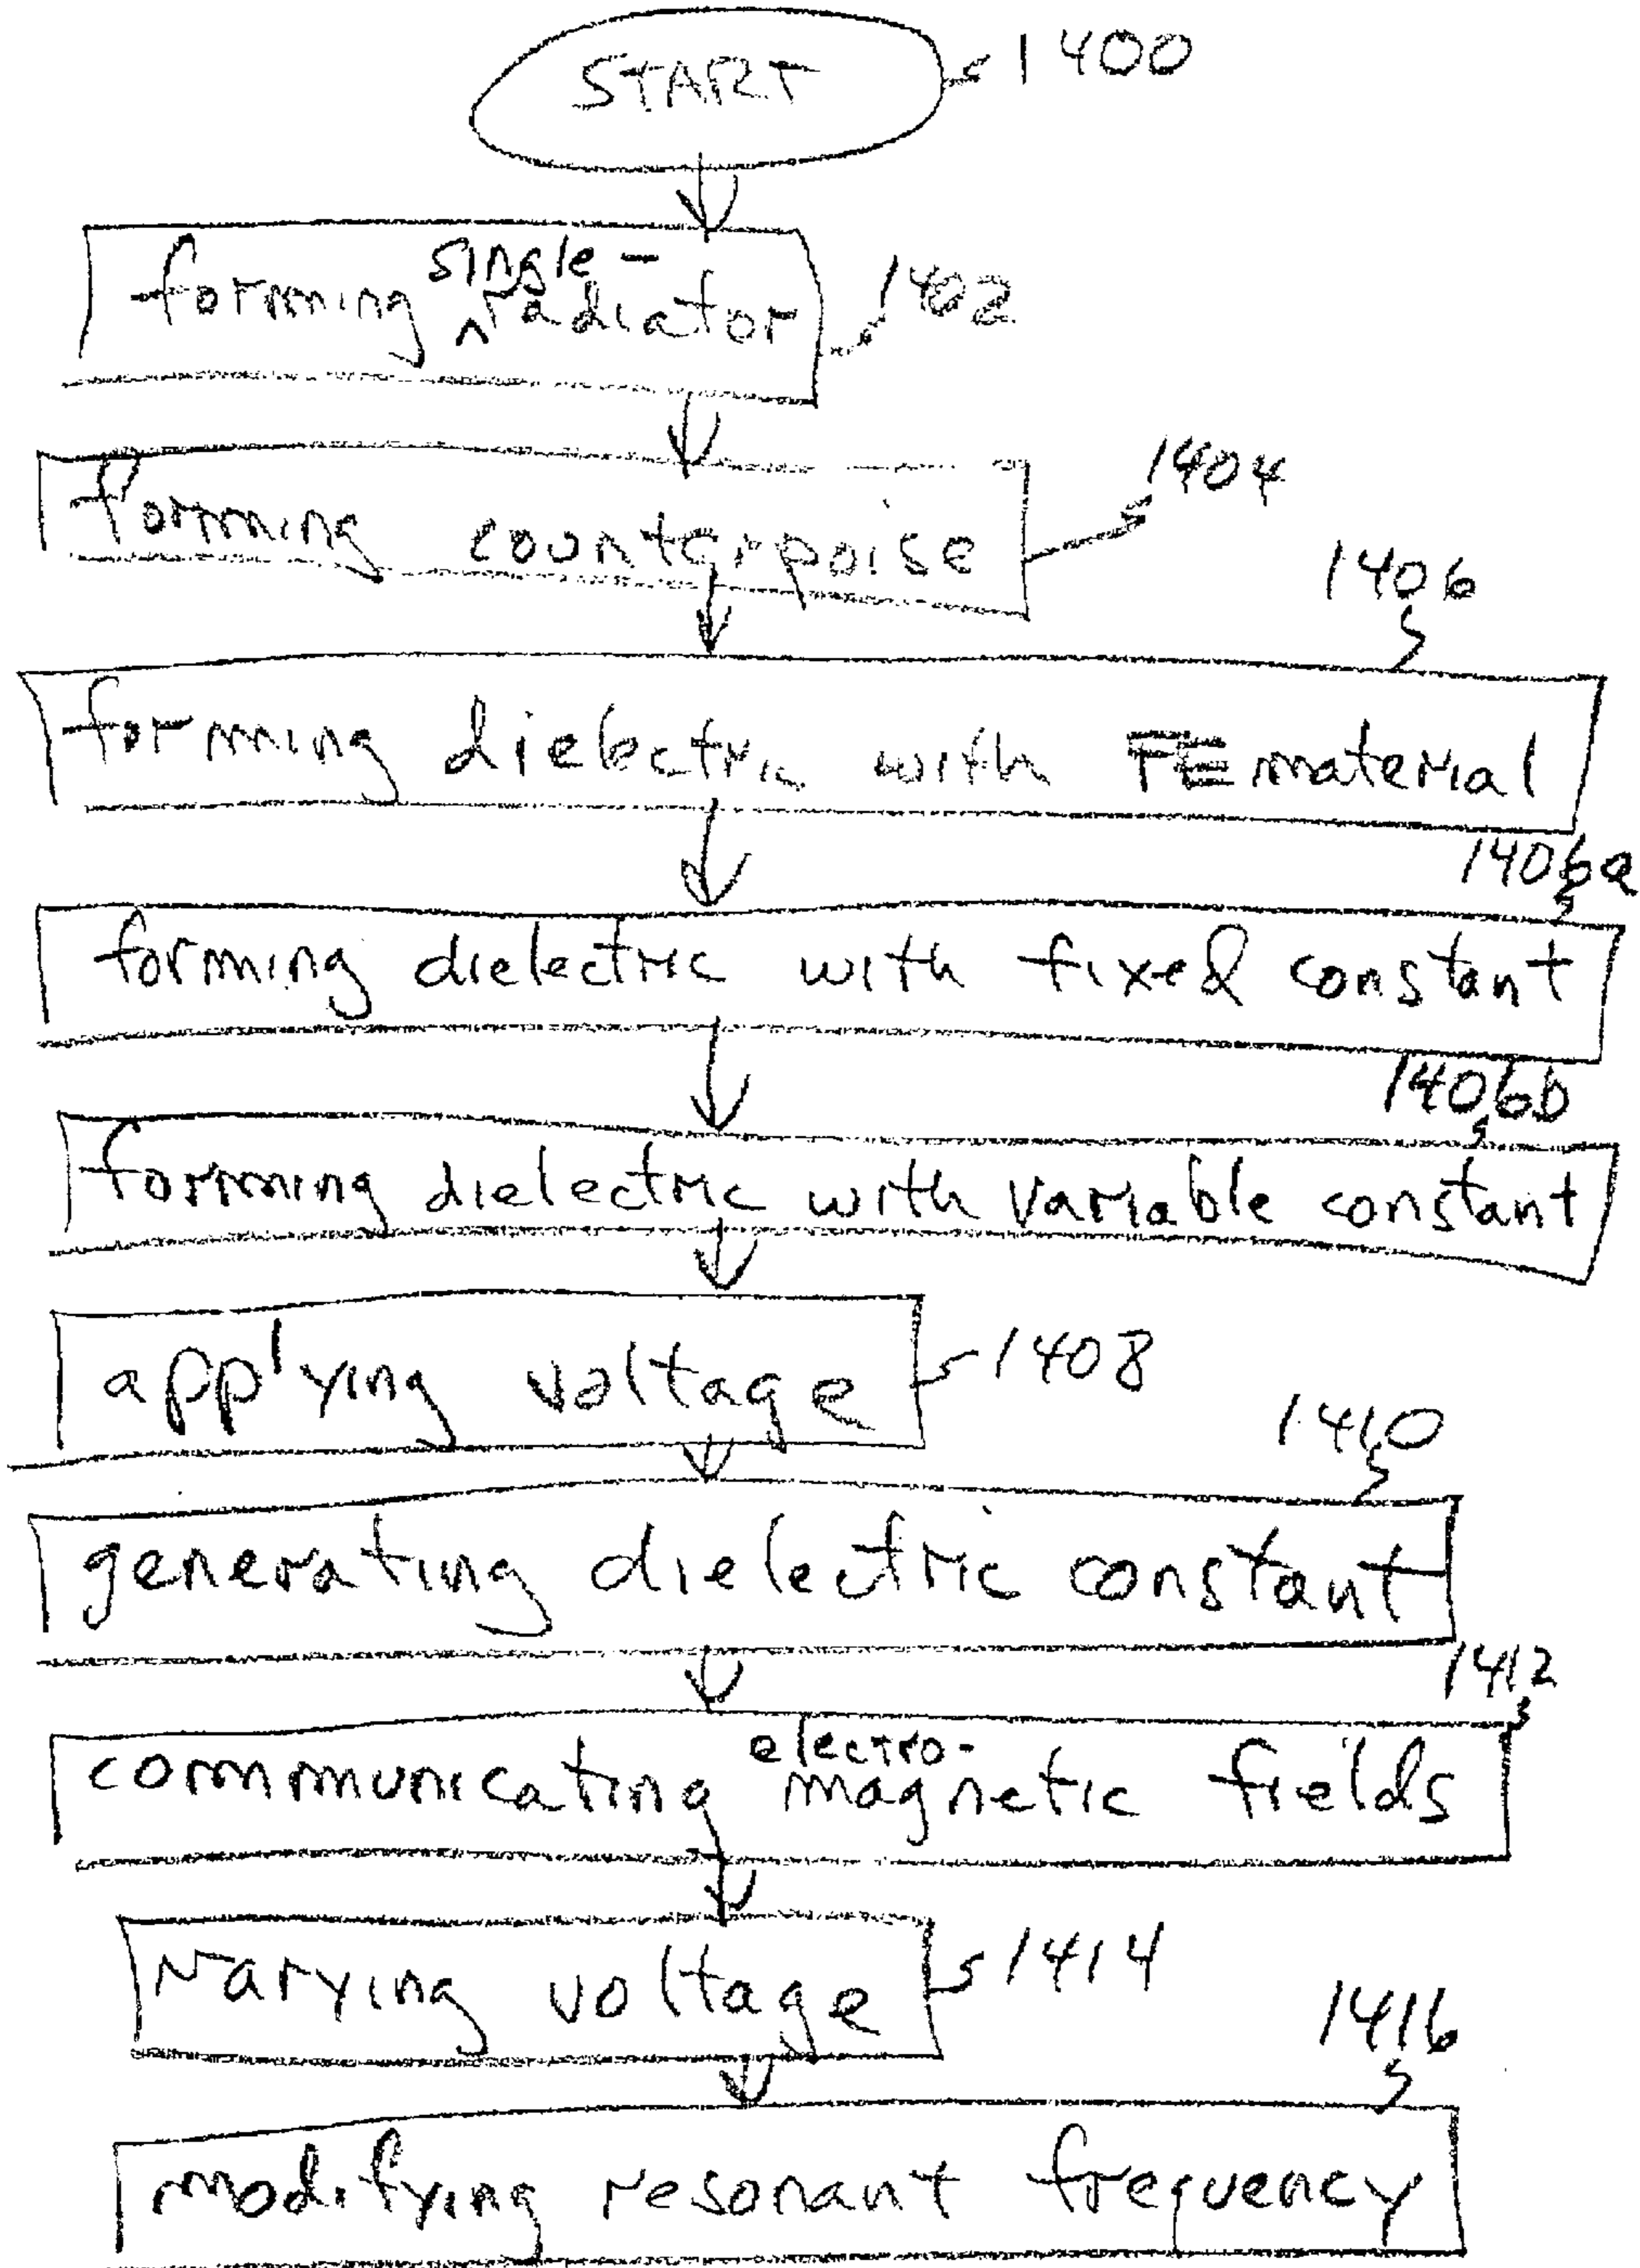 START 1400
forming single-radiator 1402
forming counterpoise 1404
1406
forming dielectric with FE material
1406a
forming dielectric with fixed constant
1406b
forming dielectric with variable constant
applying voltage 1408
1410
generating dielectric constant
1412
communicating electro-magnetic fields
varying voltage 1414
1416
modifying resonant frequency